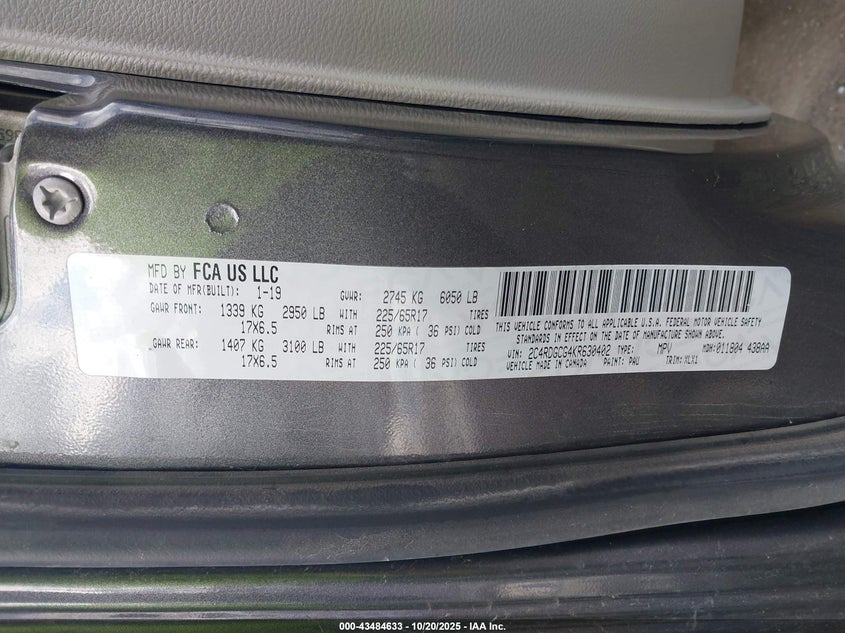 MFD BY FCA US LLC
DATE OF MFR(BUILT): 1-19 GVWR: 2745 KG 6050 LB
GAWR FRONT: 1339 KG 2950 LB WITH 225/65R17 TIRES
17X6.5 RIMS AT 250 KPA ( 36 PSI) COLD
GAWR REAR: 1407 KG 3100 LB WITH 225/65R17 TIRES
17X6.5 RIMS AT 250 KPA ( 36 PSI) COLD
THIS VEHICLE CONFORMS TO ALL APPLICABLE U.S.A. FEDERAL MOTOR VEHICLE SAFETY
STANDARDS IN EFFECT ON THE DATE OF MANUFACTURE SHOWN ABOVE.
VIN: 2C4RDGCG4KR630402 TYPE: MPV MDH: 011804 438AA
VEHICLE MADE IN CANADA PAINT: PAU TRIM: XLX1
000-43484633 - 10/20/2025 - IAA Inc.